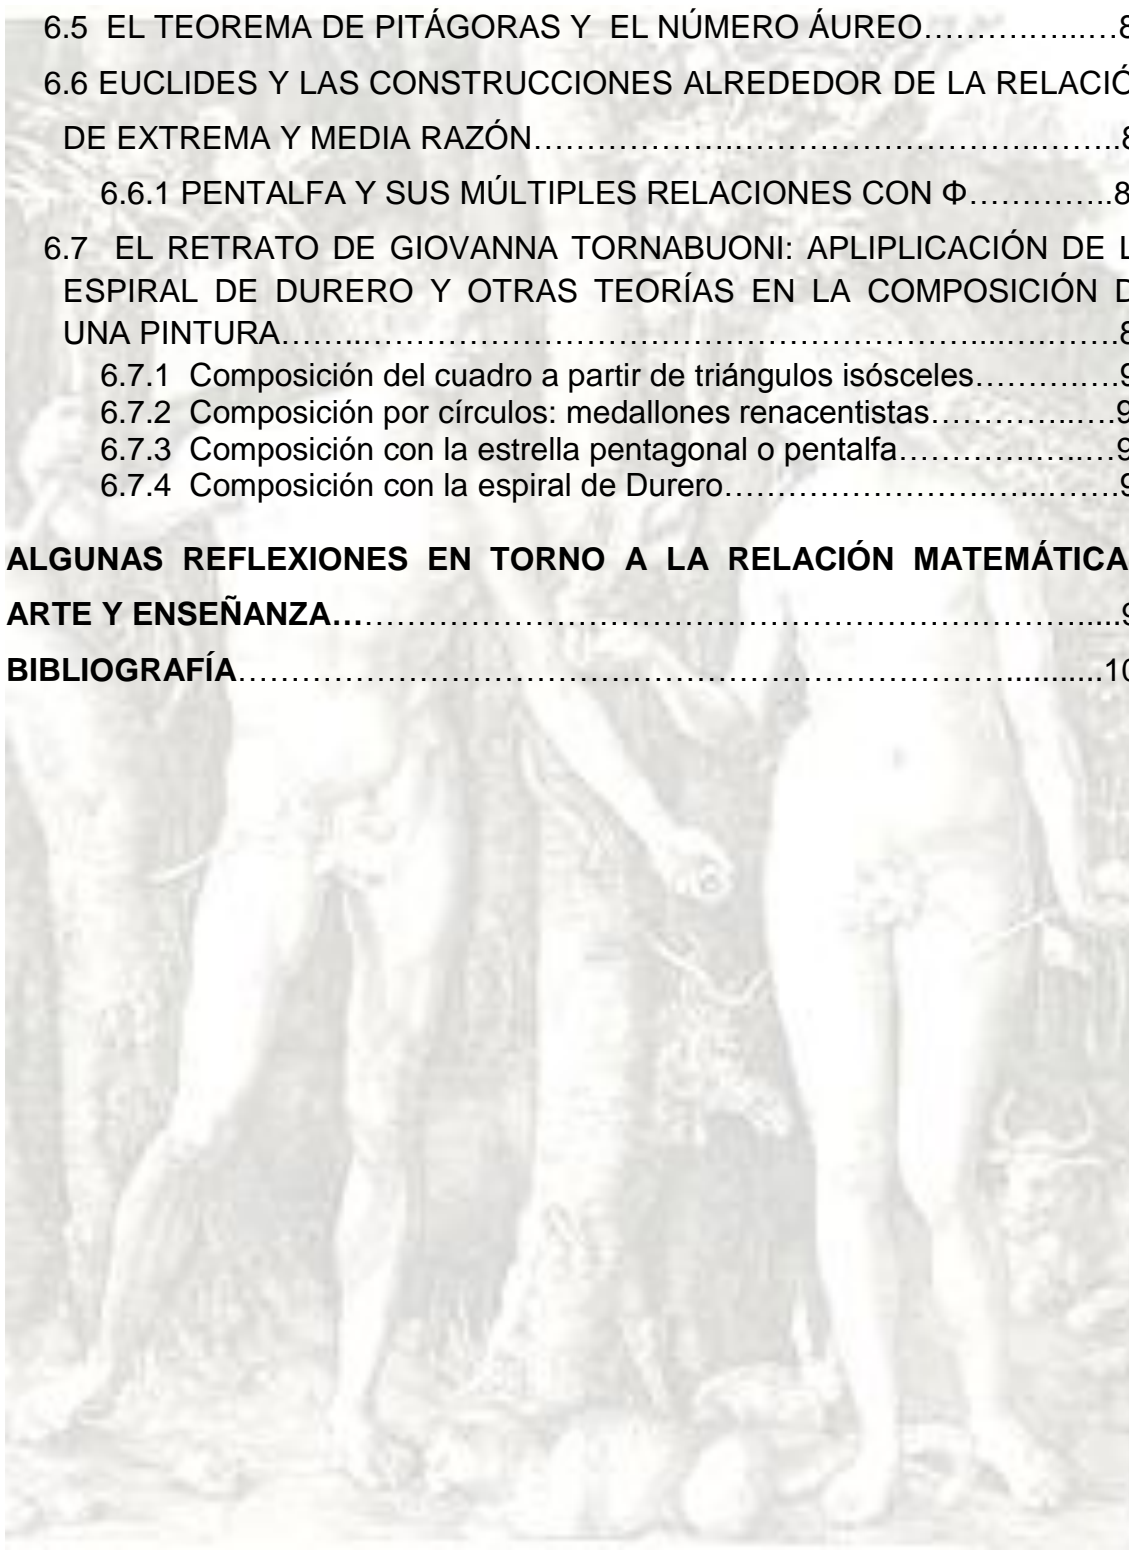 6.5 EL TEOREMA DE PITÁGORAS Y EL NÚMERO ÁUREO……….…...…8
6.6 EUCLIDES Y LAS CONSTRUCCIONES ALREDEDOR DE LA RELACIÓ
DE EXTREMA Y MEDIA RAZÓN……………….………………………..……..8
6.6.1 PENTALFA Y SUS MÚLTIPLES RELACIONES CON Φ…………..8
6.7 EL RETRATO DE GIOVANNA TORNABUONI: APLIPLICACIÓN DE L
ESPIRAL DE DURERO Y OTRAS TEORÍAS EN LA COMPOSICIÓN D
UNA PINTURA……..…………………………………………………...…..……….8
6.7.1 Composición del cuadro a partir de triángulos isósceles………..….9
6.7.2 Composición por círculos: medallones renacentistas…………..….9
6.7.3 Composición con la estrella pentagonal o pentalfa………….…..…9
6.7.4 Composición con la espiral de Durero…………………….…...…….9
ALGUNAS REFLEXIONES EN TORNO A LA RELACIÓN MATEMÁTICA
ARTE Y ENSEÑANZA…………………………………………………….……….....9
BIBLIOGRAFÍA………………………………………………………………...........10